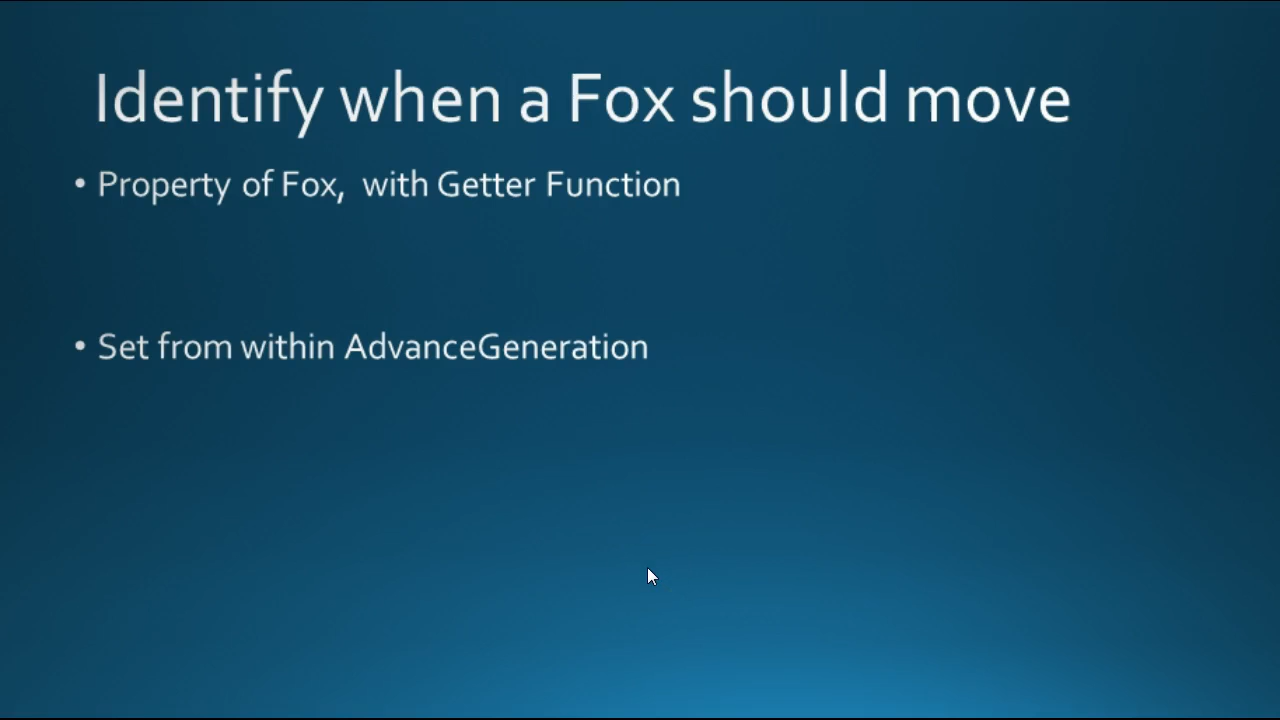 Identify when a Fox should move
• Property of Fox,  with Getter Function
• Set from within AdvanceGeneration